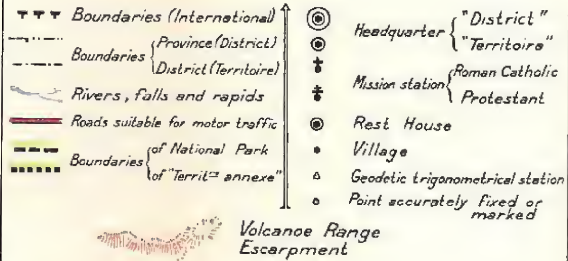 Boundaries (International)
Boundaries { Province (District)
District (Territoire)
Rivers, falls and rapids
Roads suitable for motor traffic
Boundaries { of National Park
of "Territre annexe"
Headquarter { "District"
"Territoire"
Mission station { Roman Catholic
Protestant
Rest House
Village
Geodetic trigonometrical station
Point accurately fixed or
marked
Volcanoe Range
Escarpment